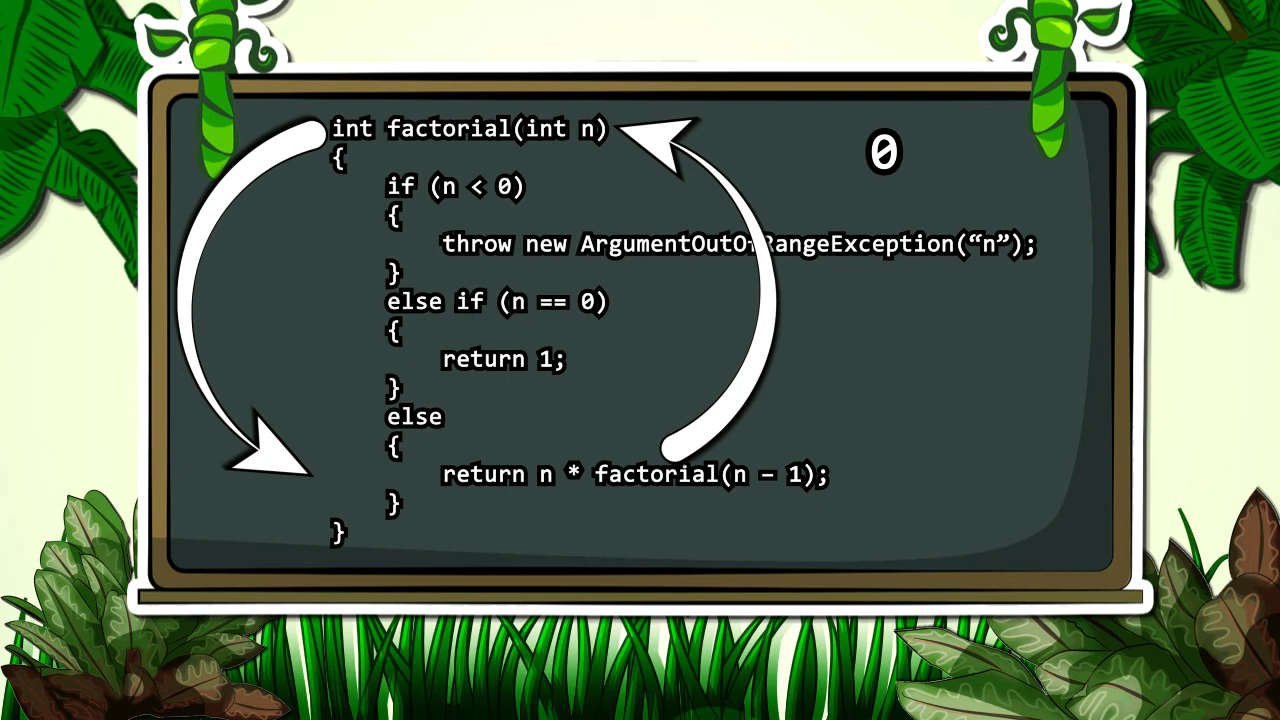 int factorial(int n)
0
{
if (n < 0)
{
throw new ArgumentOutOfRangeException(“n”);
}
else if (n == 0)
{
return 1;
}
else
{
return n * factorial(n – 1);
}
}